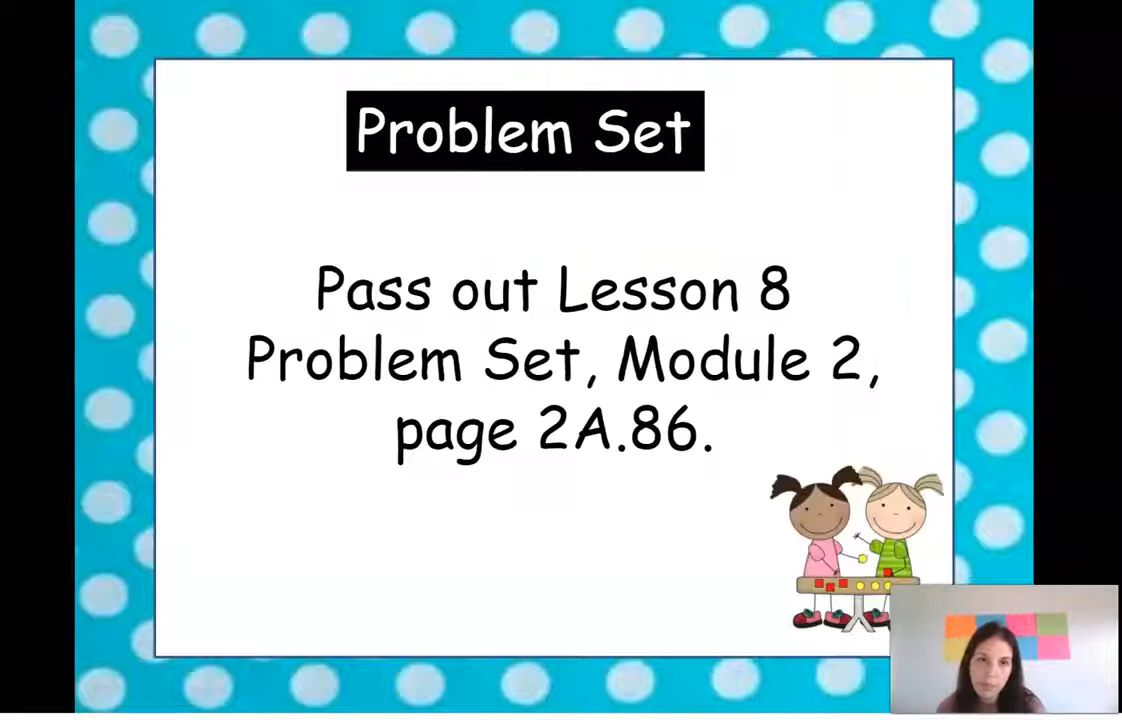 Problem Set
Pass out Lesson 8
Problem Set, Module 2,
page 2A.86.